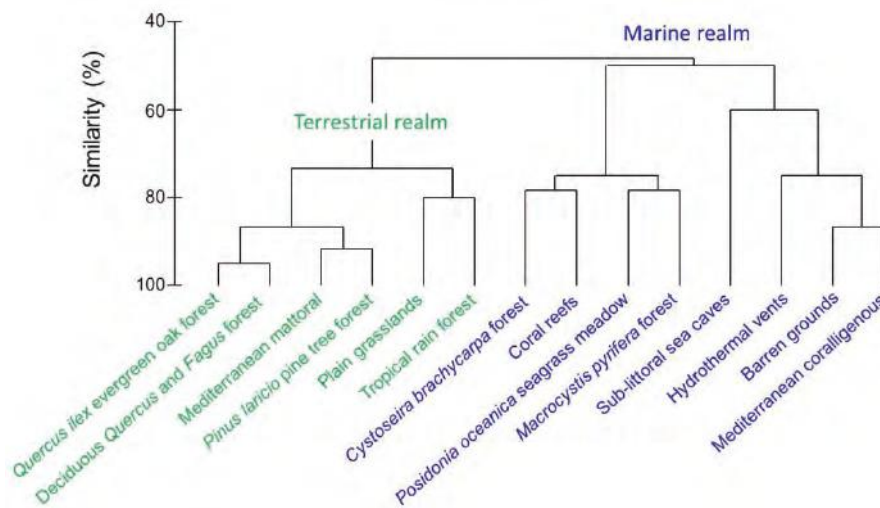 40
Marine realm
Similarity (%)
60
Terrestrial realm
80
100
Quercus ilex evergreen oak forest
Deciduous Quercus and Fagus forest
Mediterranean mattoral
Pinus laricio pine tree forest
Plain grasslands
Tropical rain forest
Cystoseira brachycarpa forest
Coral reefs
Posidonia oceanica seagrass meadow
Macrocystis pyrifera forest
Sub-littoral sea caves
Hydrothermal vents
Barren grounds
Mediterranean coralligenous